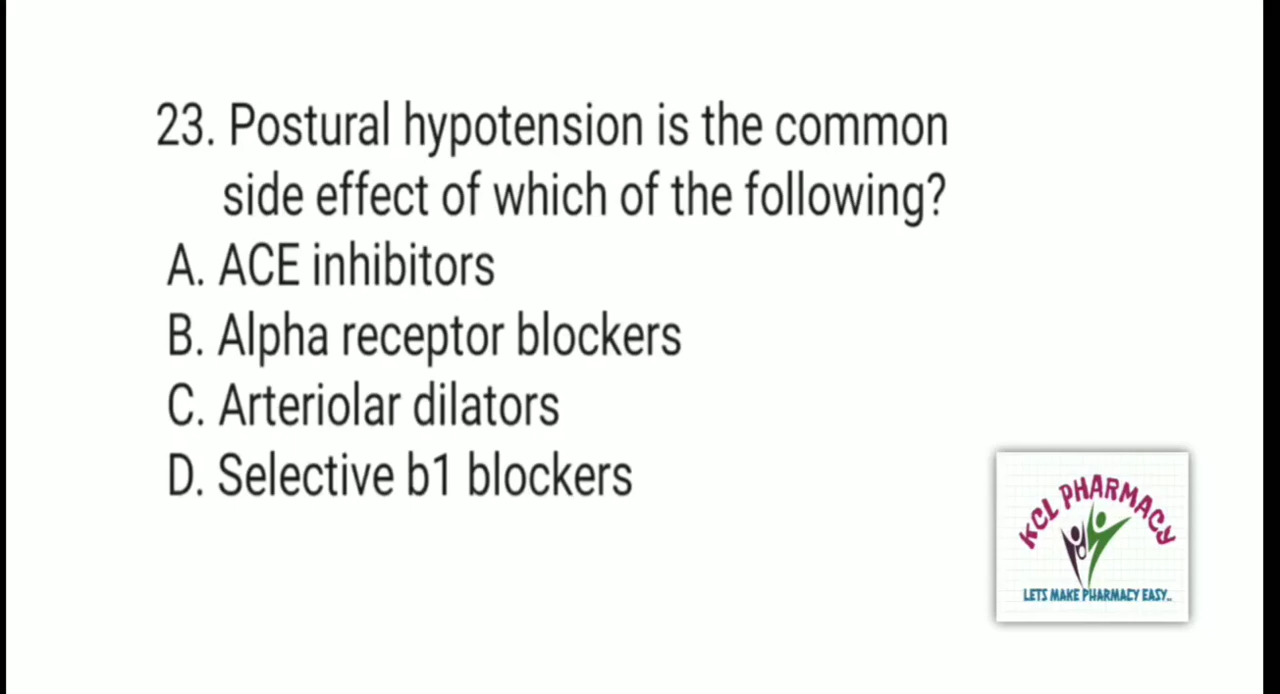 23. Postural hypotension is the common
side effect of which of the following?
A. ACE inhibitors
B. Alpha receptor blockers
C. Arteriolar dilators
D. Selective b1 blockers
KCL PHARMACY
LETS MAKE PHARMACY EASY..